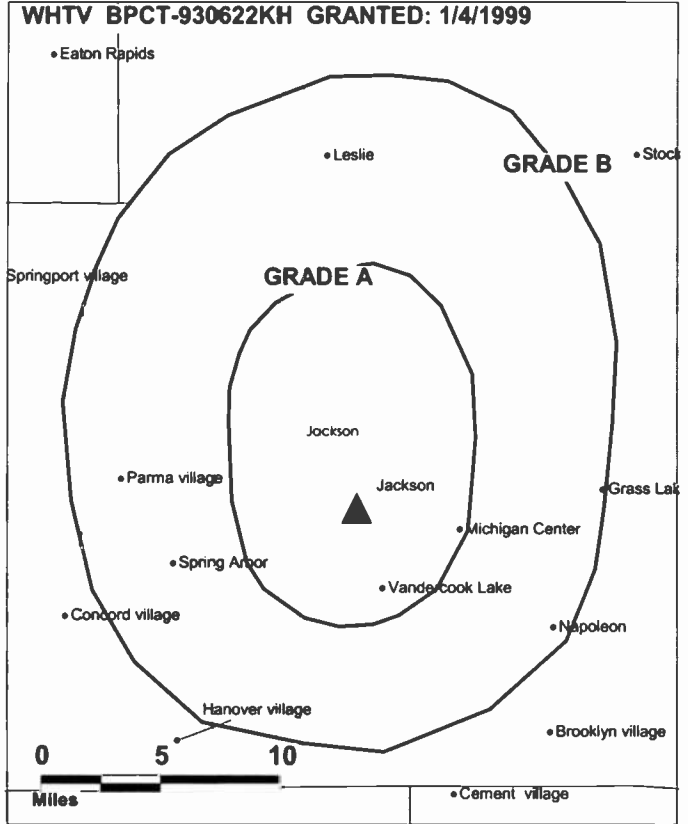 WHTV BPCT-930622KH GRANTED: 1/4/1999
Eaton Rapids
Leslie
GRADE B
Stock
Springport village
GRADE A
Jackson
Parma village
Jackson
Grass Lak
Michigan Center
Spring Arbor
Vandercook Lake
Concord village
Napoleon
Hanover village
Brooklyn village
0 5 10
Miles
Cement village